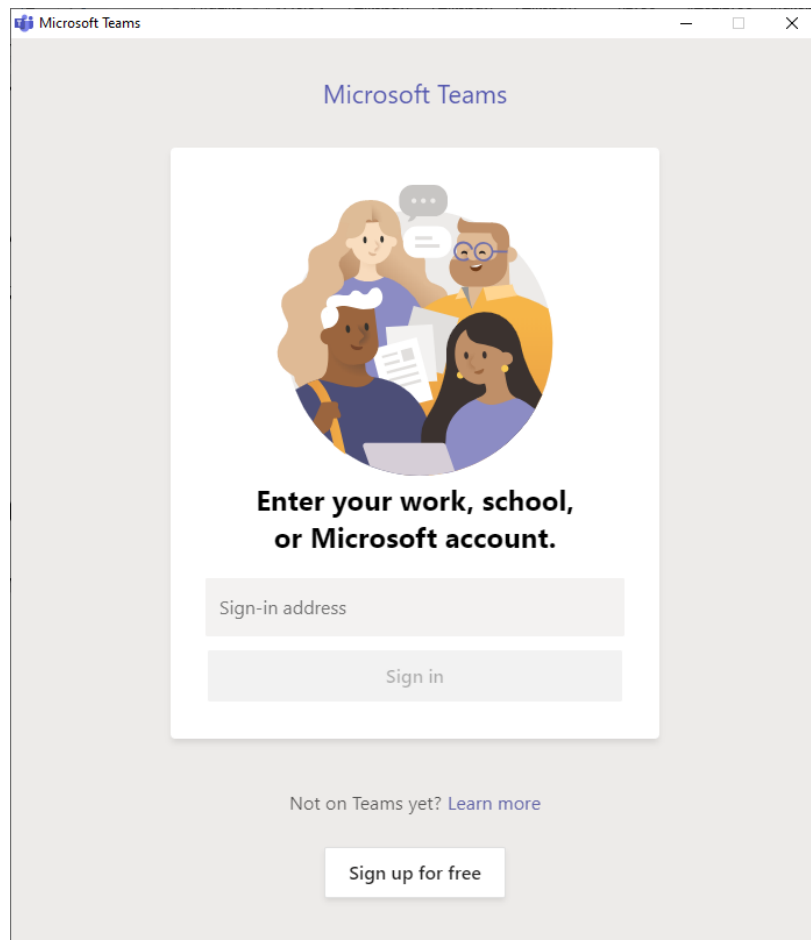 Microsoft Teams
Microsoft Teams
Enter your work, school,
or Microsoft account.
Sign-in address
Sign in
Not on Teams yet? Learn more
Sign up for free